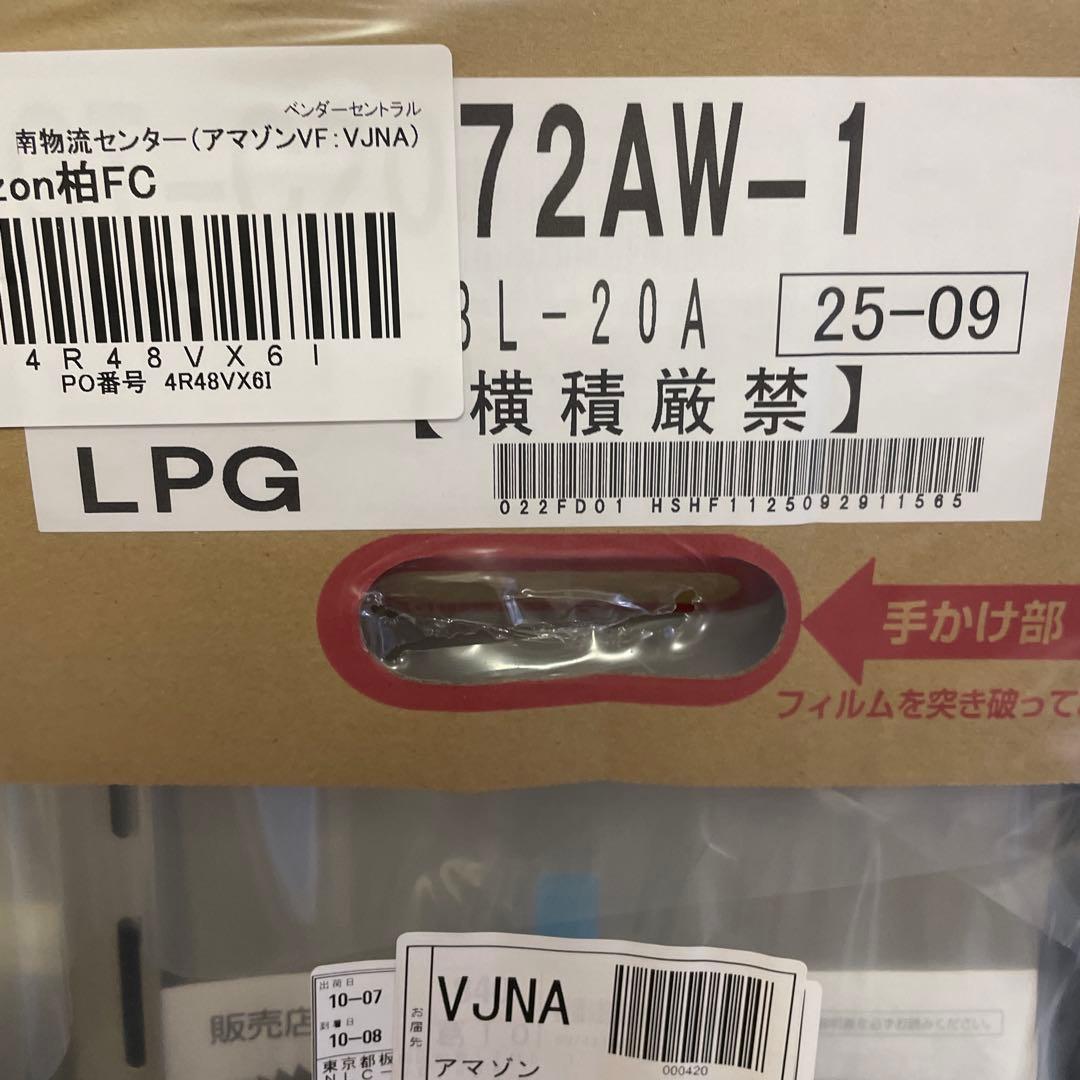 ベンダーセントラル
南物流センター(アマゾンVF:VJNA)
zon柏FC
4R48VX6I
PO番号 4R48VX6I
72AW-1
BL-20A
25-09
【横積厳禁】
LPG
022FD01 HSHF1125092911565
手かけ部
フィルムを突き破って
出荷日
10-07
到着日
10-08
東京都板
NLC-
販売店
お届先
VJNA
アマゾン
000420